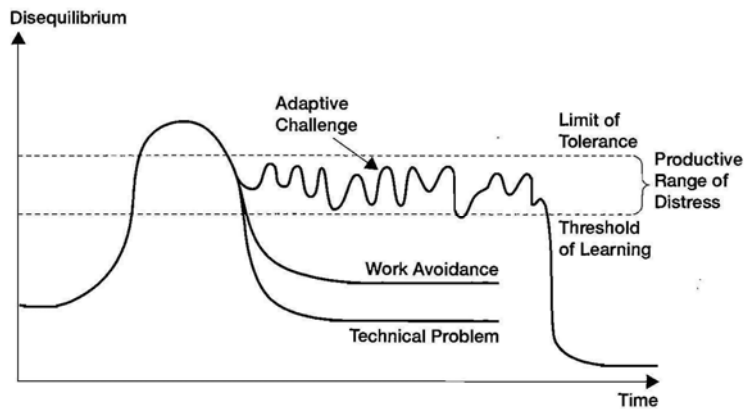 Disequilibrium
Adaptive
Challenge
Limit of
Tolerance
Productive
Range of
Distress
Threshold
of Learning
Work Avoidance
Technical Problem
Time